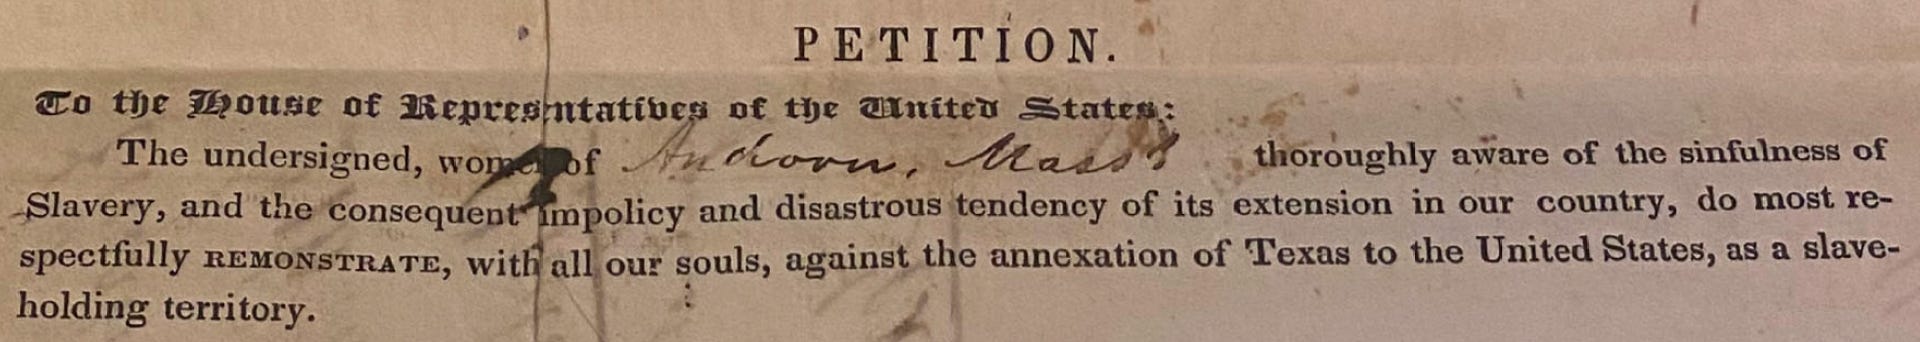 PETITION.
To the House of Representatives of the United States:
The undersigned, women of Andover, Mass thoroughly aware of the sinfulness of
Slavery, and the consequent impolicy and disastrous tendency of its extension in our country, do most re-
spectfully REMONSTRATE, with all our souls, against the annexation of Texas to the United States, as a slave-
holding territory.